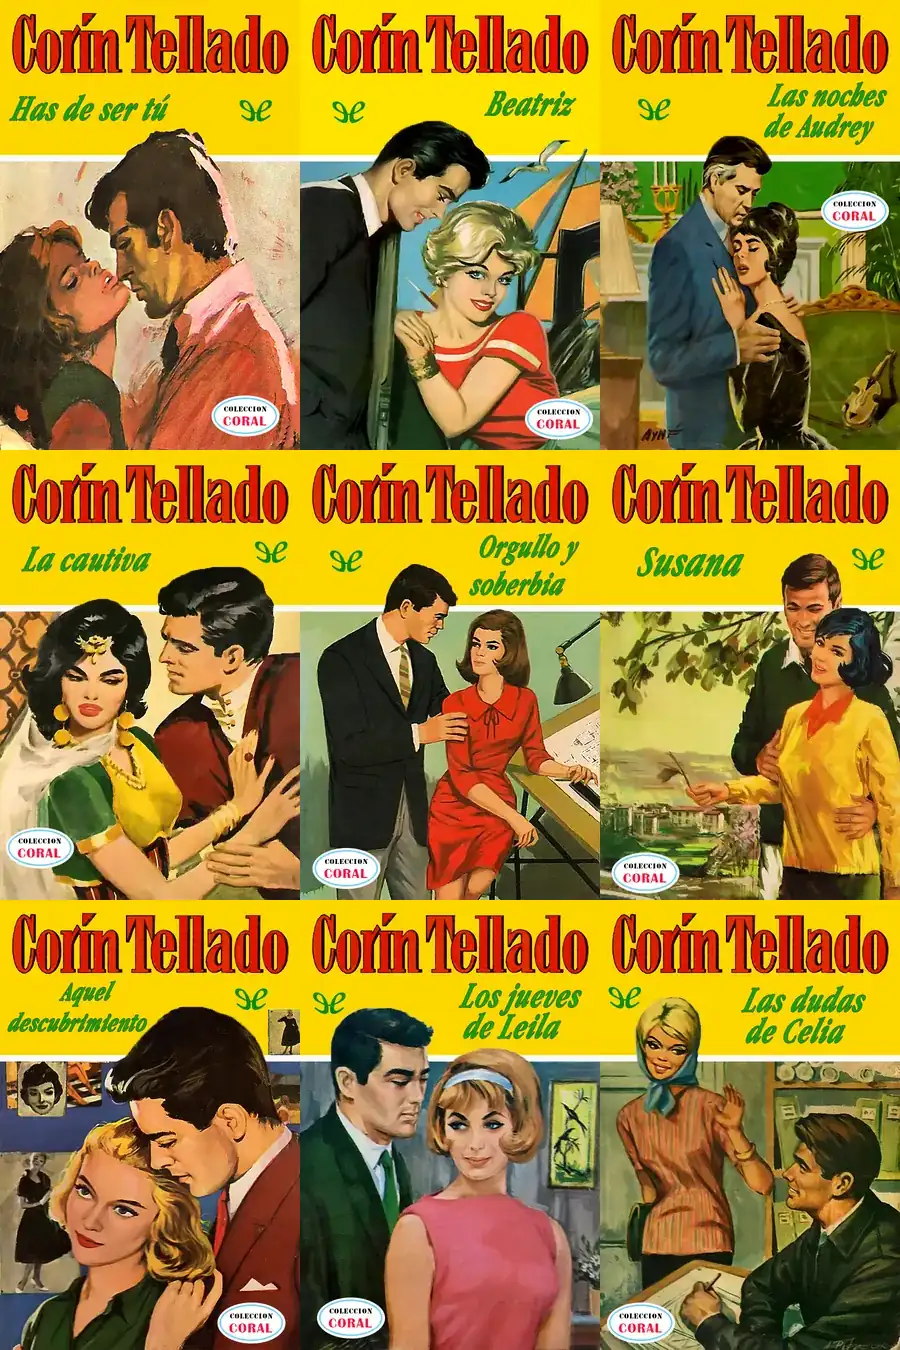 Corín Tellado
Has de ser tú
COLECCION
CORAL
Corín Tellado
Beatriz
COLECCION
CORAL
Corín Tellado
Las noches
de Audrey
COLECCION
CORAL
AYNÉ
Corín Tellado
La cautiva
COLECCION
CORAL
Corín Tellado
Orgullo y
soberbia
COLECCION
CORAL
Corín Tellado
Susana
COLECCION
CORAL
Corín Tellado
Aquel
descubrimiento
COLECCION
CORAL
Corín Tellado
Los jueves
de Leila
COLECCION
CORAL
Corín Tellado
Las dudas
de Celia
COLECCION
CORAL